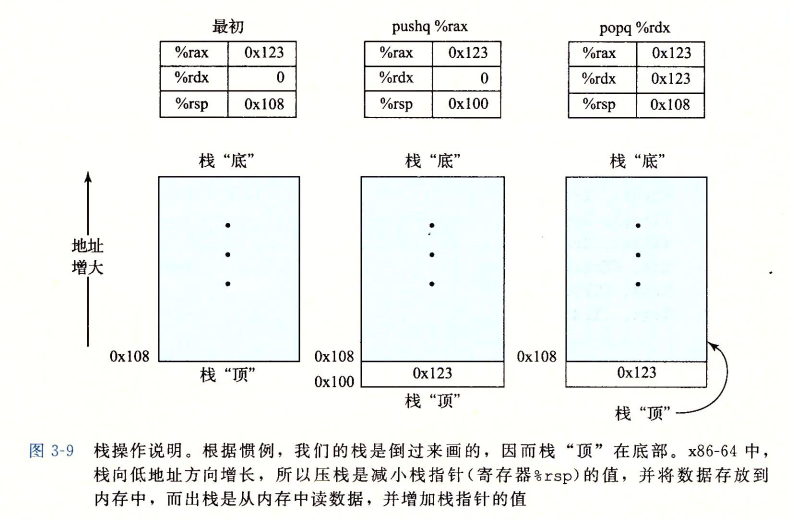 最初
%rax 0x123
%rdx 0
%rsp 0x108
pushq %rax
%rax 0x123
%rdx 0
%rsp 0x100
popq %rdx
%rax 0x123
%rdx 0x123
%rsp 0x108
栈“底”
栈“底”
栈“底”
地址
增大
0x108
栈“顶”
0x108
0x100
0x123
栈“顶”
0x108
0x123
栈“顶”
图 3-9 栈操作说明。根据惯例，我们的栈是倒过来画的，因而栈“顶”在底部。x86-64 中，
栈向低地址方向增长，所以压栈是减小栈指针(寄存器%rsp)的值，并将数据存放到
内存中，而出栈是从内存中读数据，并增加栈指针的值